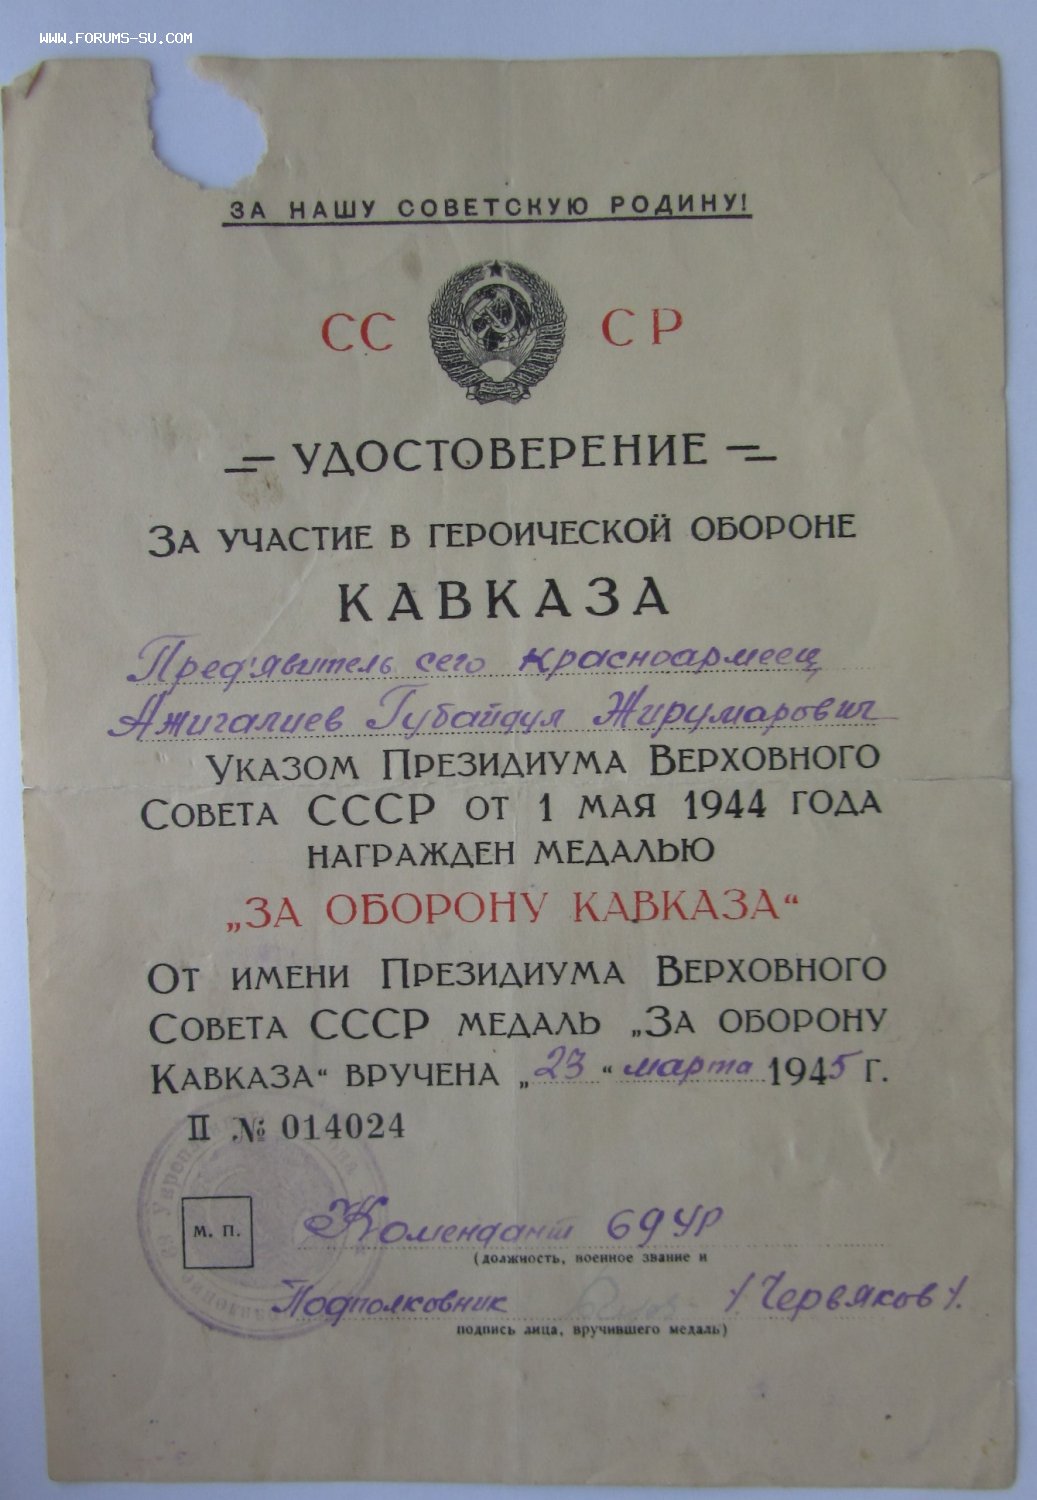 WWW.FORUMS-SU.COM
ЗА НАШУ СОВЕТСКУЮ РОДИНУ!
СС СР
УДОСТОВЕРЕНИЕ
ЗА УЧАСТИЕ В ГЕРОИЧЕСКОЙ ОБОРОНЕ
КАВКАЗА
Пред'явитель сего красноармеец
Ажигалиев Губайдул Жирумарович
УКАЗОМ ПРЕЗИДИУМА ВЕРХОВНОГО
СОВЕТА СССР ОТ 1 МАЯ 1944 ГОДА
НАГРАЖДЕН МЕДАЛЬЮ
„ЗА ОБОРОНУ КАВКАЗА“
ОТ ИМЕНИ ПРЕЗИДИУМА ВЕРХОВНОГО
СОВЕТА СССР МЕДАЛЬ „ЗА ОБОРОНУ
КАВКАЗА“ ВРУЧЕНА „23“ марта 1945 Г.
II № 014024
М. П.
Комендант 69 УР
(должность, военное звание и
Подполковник /Червяков/.
подпись лица, вручившего медаль)